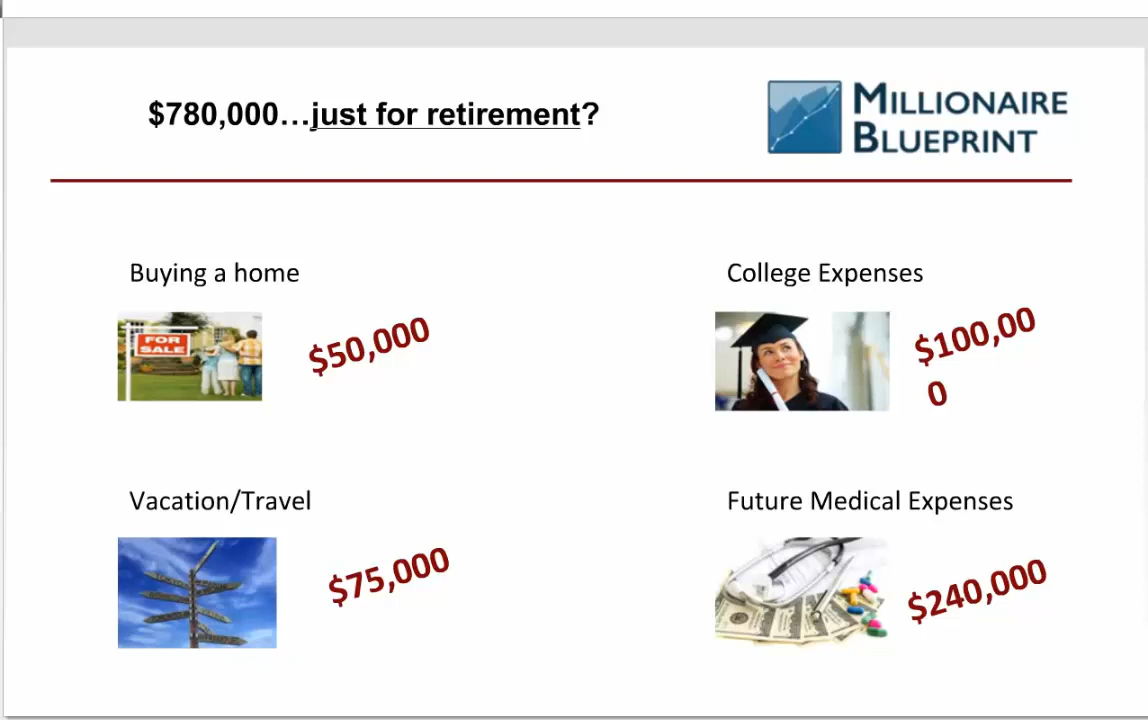 $780,000…just for retirement?
MILLIONAIRE
BLUEPRINT
Buying a home
College Expenses
FOR
SALE
$50,000
$100,00
0
Vacation/Travel
Future Medical Expenses
$75,000
$240,000